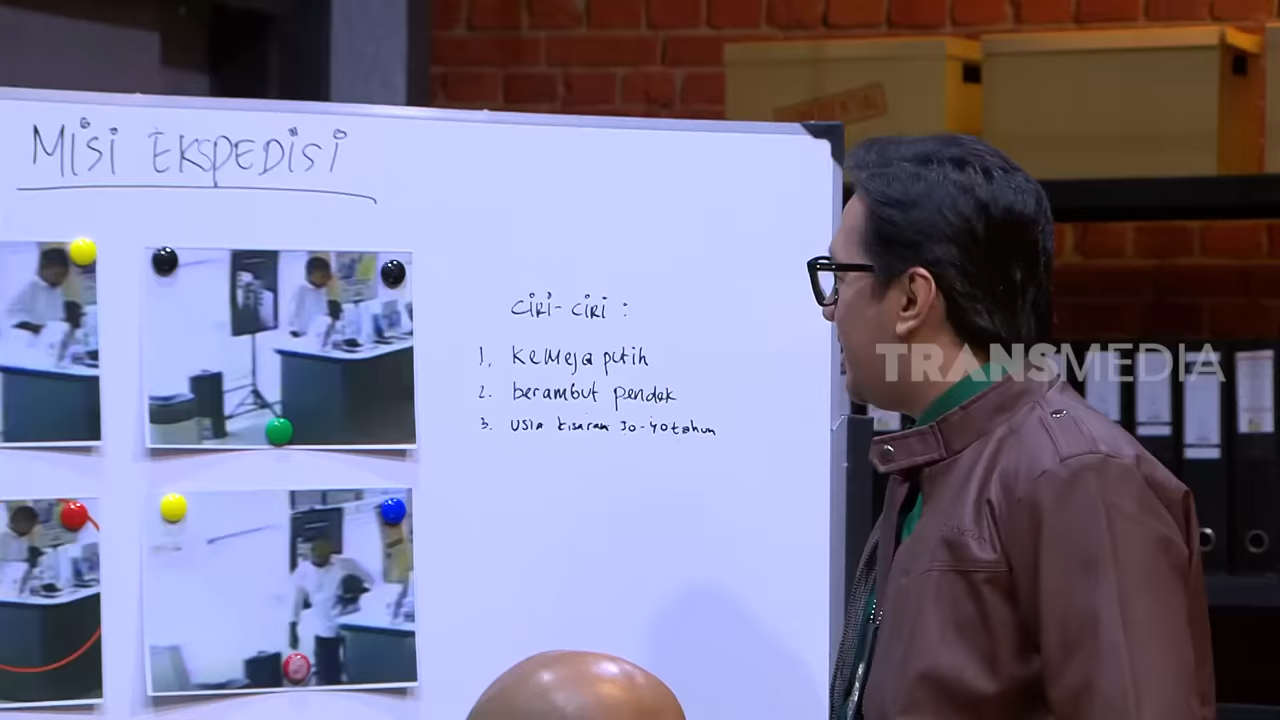 MISI EKSPEDISI
CIRI-CIRI :
1. Kemeja putih
2. berambut pendek
3. USIA kisaran 30-40 tahun
TRANSMEDIA